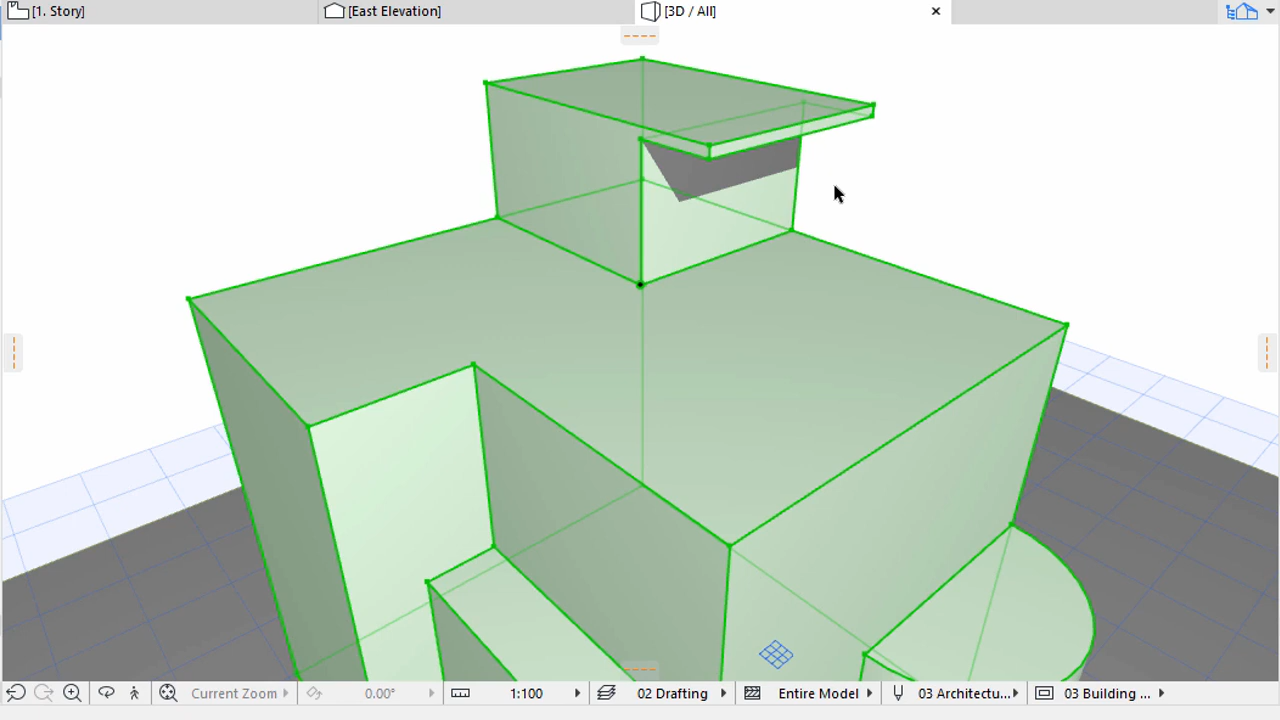 [1. Story]
[East Elevation]
[3D / All]
Current Zoom
0.00°
1:100
02 Drafting
Entire Model
03 Architectu...
03 Building ...